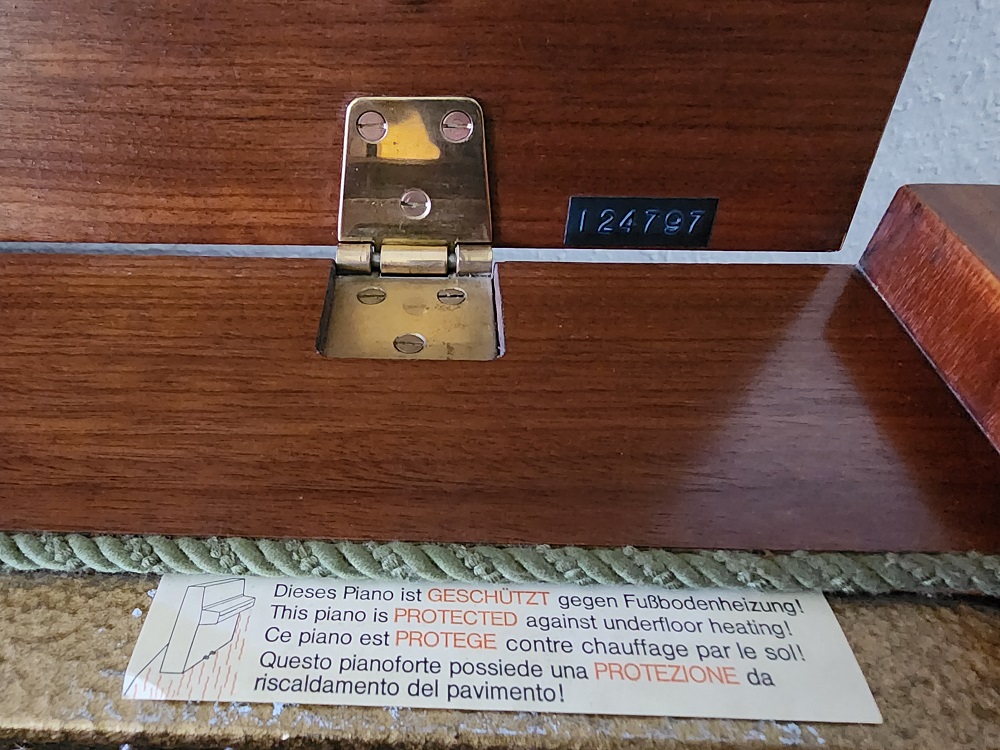 124797
Dieses Piano ist GESCHÜTZT gegen Fußbodenheizung!
This piano is PROTECTED against underfloor heating!
Ce piano est PROTEGE contre chauffage par le sol!
Questo pianoforte possiede una PROTEZIONE da
riscaldamento del pavimento!